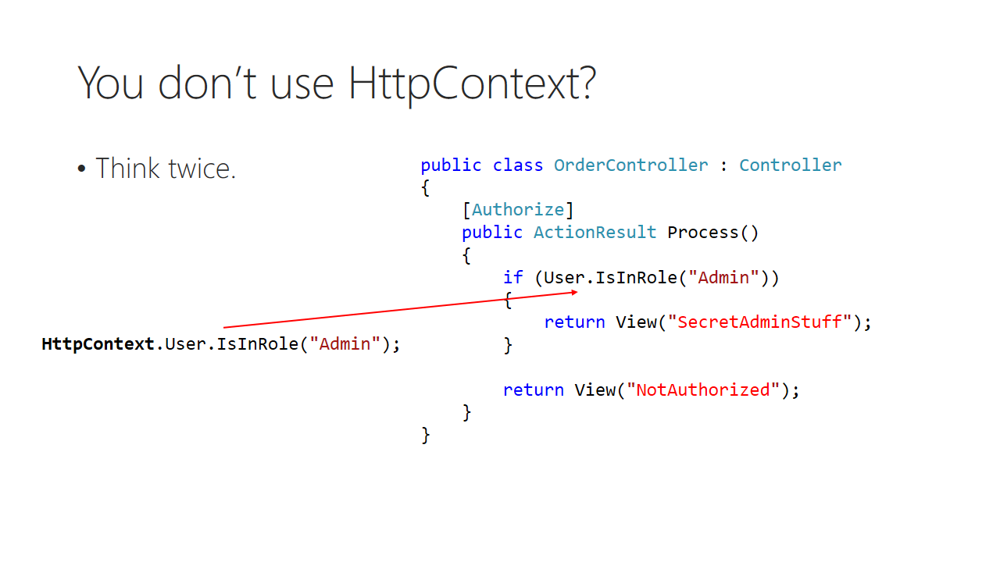 You don’t use HttpContext?
• Think twice.
public class OrderController : Controller
{
    [Authorize]
    public ActionResult Process()
    {
        if (User.IsInRole("Admin"))
        {
            return View("SecretAdminStuff");
        }

        return View("NotAuthorized");
    }
}
HttpContext.User.IsInRole("Admin");